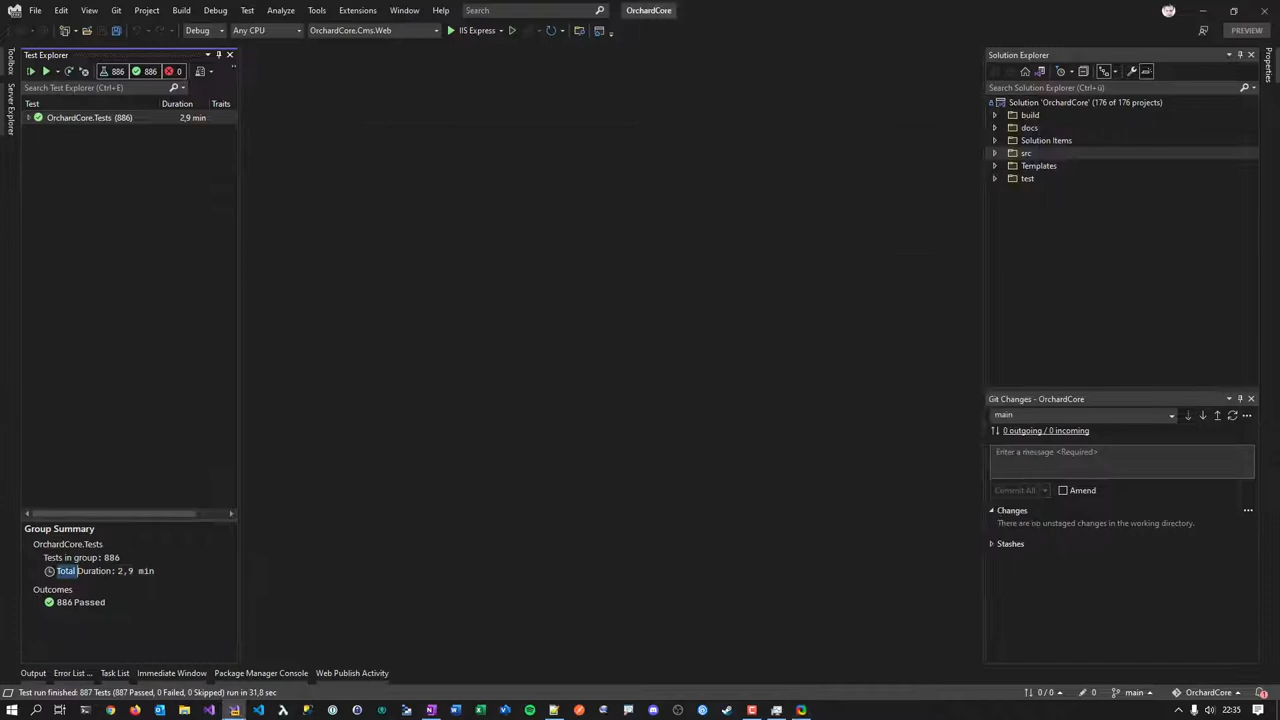 File Edit View Git Project Build Debug Test Analyze Tools Extensions Window Help Search OrchardCore
Debug Any CPU OrchardCore.Cms.Web IIS Express PREVIEW
Toolbox
Server Explorer
Test Explorer
886 886 0
Search Test Explorer (Ctrl+E)
Test Duration Traits
OrchardCore.Tests (886) 2,9 min
Group Summary
OrchardCore.Tests
Tests in group: 886
Total Duration: 2,9 min
Outcomes
886 Passed
Solution Explorer
Search Solution Explorer (Ctrl+ü)
Solution 'OrchardCore' (176 of 176 projects)
build
docs
Solution Items
src
Templates
test
Properties
Git Changes - OrchardCore
main
0 outgoing / 0 incoming
Enter a message <Required>
Commit All Amend
Changes
There are no unstaged changes in the working directory.
Stashes
Output Error List ... Task List Immediate Window Package Manager Console Web Publish Activity
Test run finished: 887 Tests (887 Passed, 0 Failed, 0 Skipped) run in 31,8 sec 0 / 0 0 main OrchardCore 1
22:35